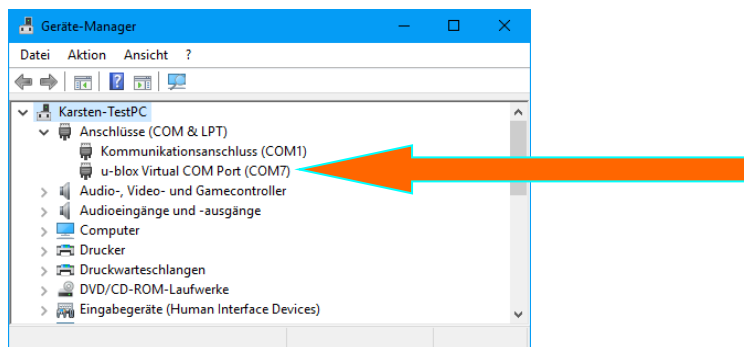 Geräte-Manager
Datei Aktion Ansicht ?
Karsten-TestPC
Anschlüsse (COM & LPT)
Kommunikationsanschluss (COM1)
u-blox Virtual COM Port (COM7)
Audio-, Video- und Gamecontroller
Audioeingänge und -ausgänge
Computer
Drucker
Druckwarteschlangen
DVD/CD-ROM-Laufwerke
Eingabegeräte (Human Interface Devices)